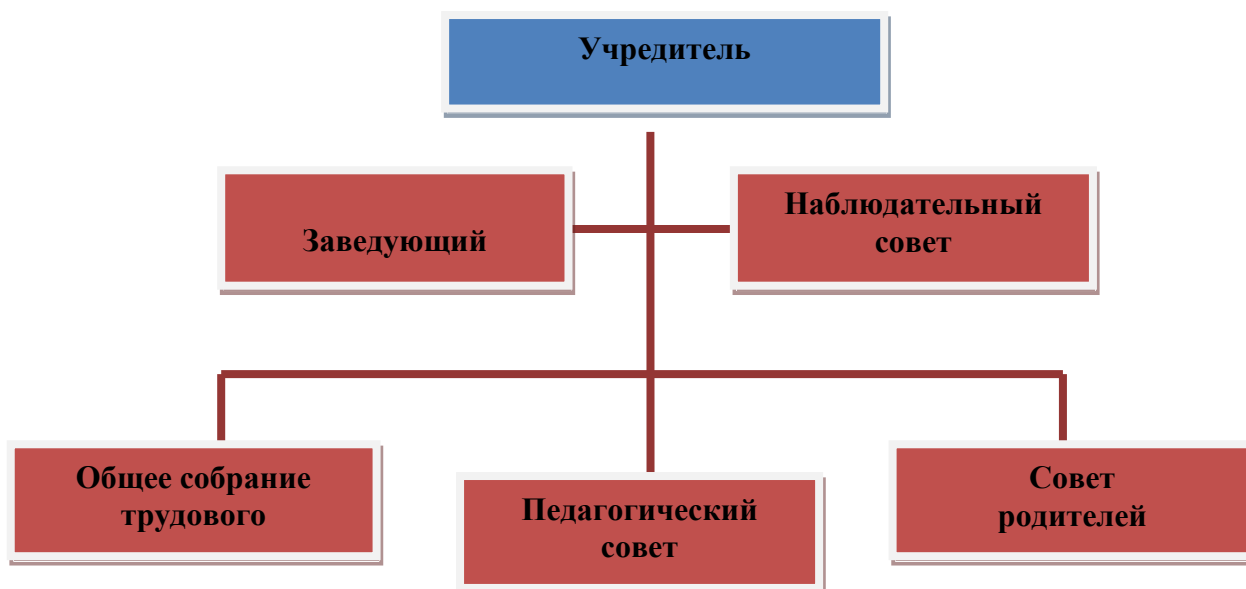 Учредитель
Заведующий
Наблюдательный
совет
Общее собрание
трудового
Педагогический
совет
Совет
родителей